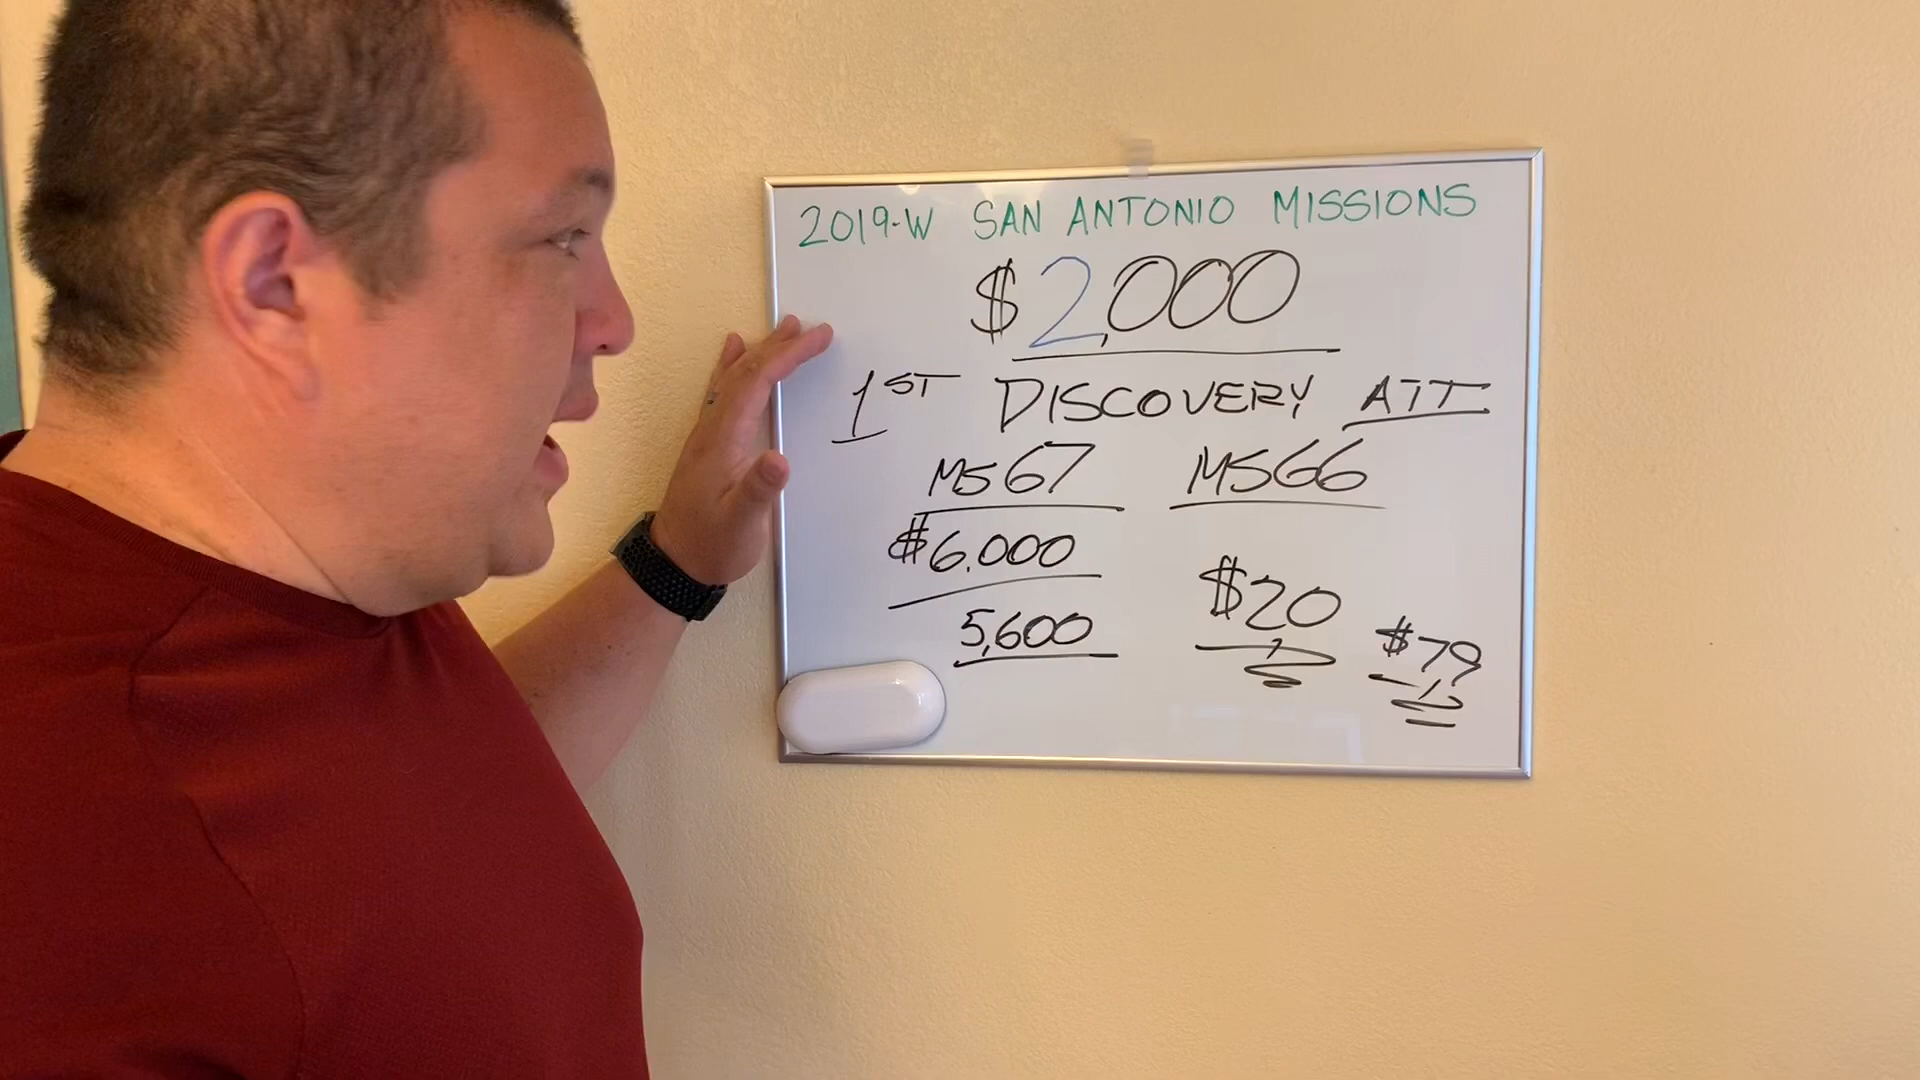 2019-W SAN ANTONIO MISSIONS
$2,000
1ST DISCOVERY ATT
MS67 MS66
$6.000
5,600
$20
$79